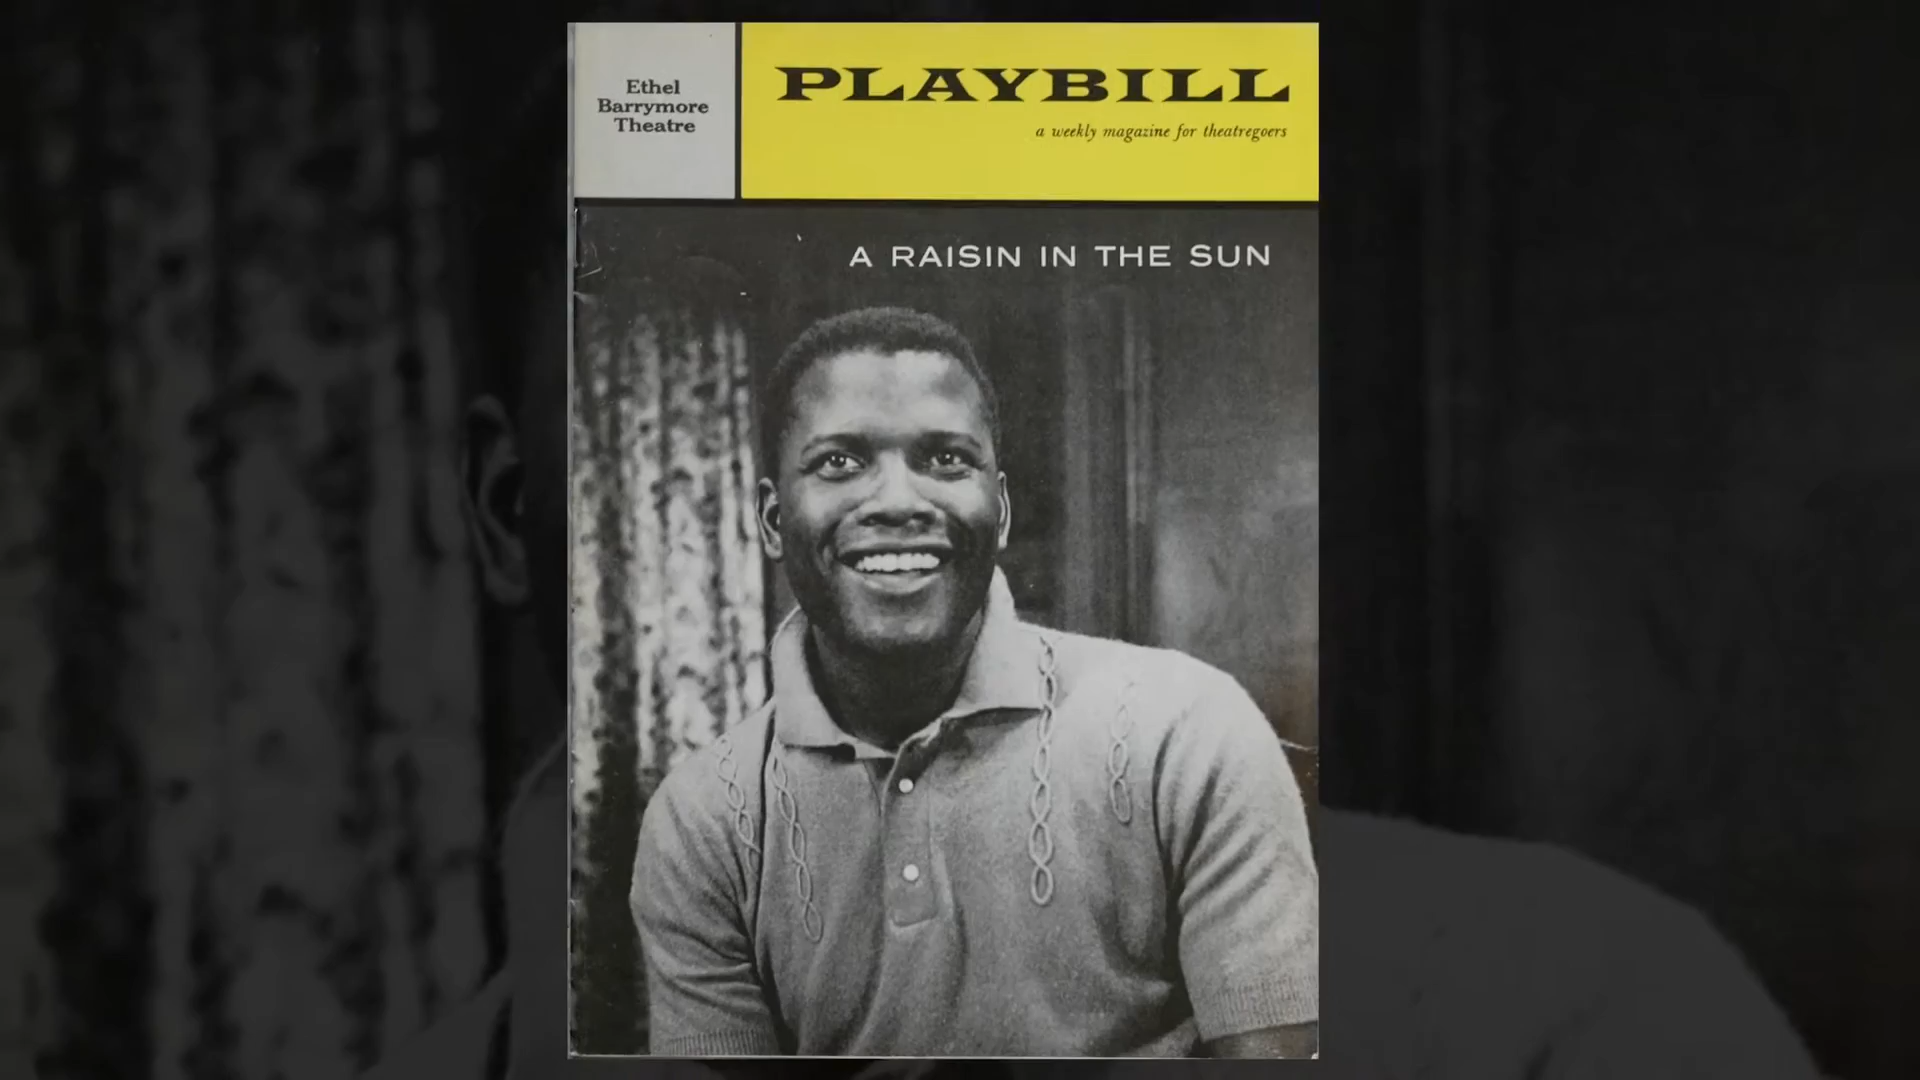 Ethel
Barrymore
Theatre
PLAYBILL
a weekly magazine for theatregoers
A RAISIN IN THE SUN